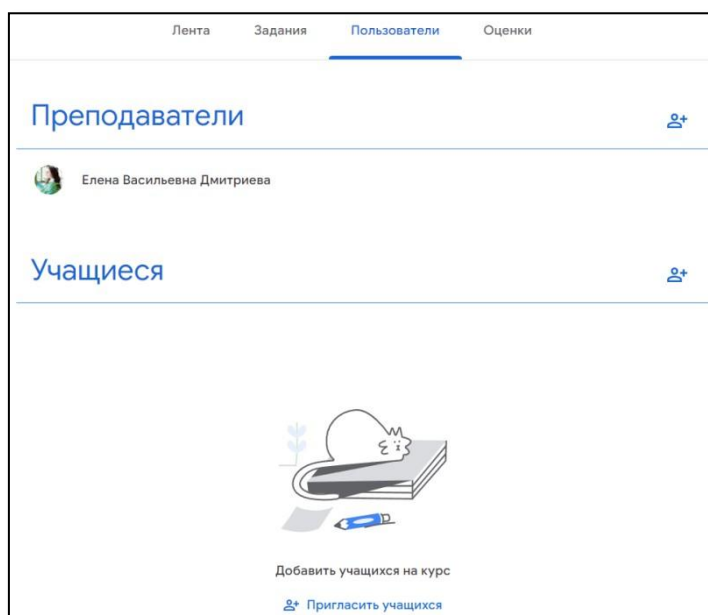 Лента Задания Пользователи Оценки
Преподаватели
Елена Васильевна Дмитриева
Учащиеся
Добавить учащихся на курс
Пригласить учащихся